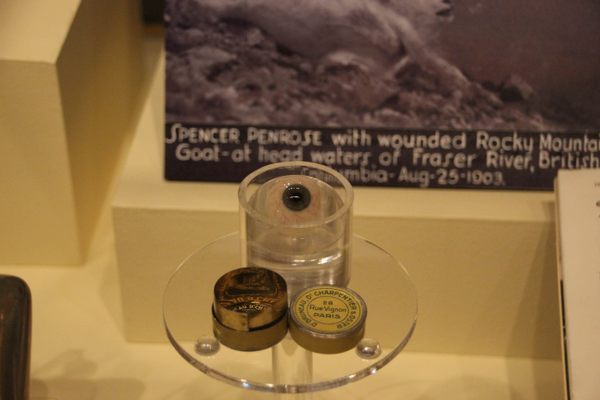 SPENCER PENROSE with wounded Rocky Mountain
Goat-at head waters of Fraser River, British
Columbia-Aug-25-1903.
CHARPENTIER
28
Rue Vignon
PARIS